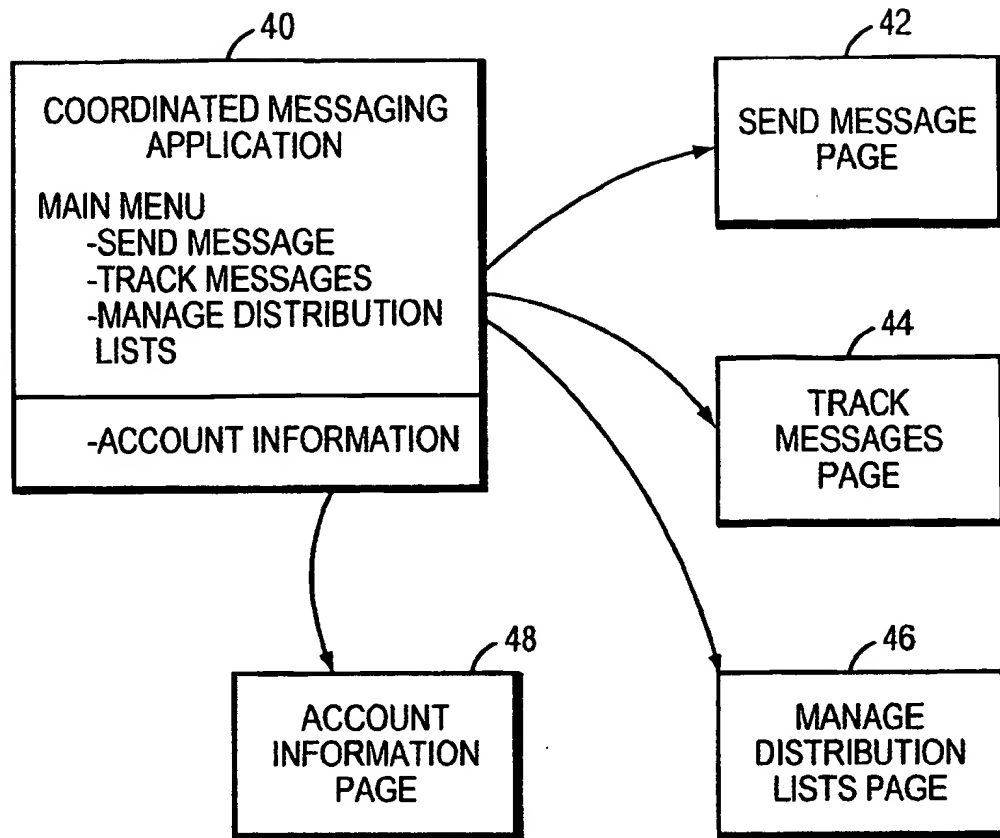 40
COORDINATED MESSAGING
APPLICATION
MAIN MENU
-SEND MESSAGE
-TRACK MESSAGES
-MANAGE DISTRIBUTION
LISTS
-ACCOUNT INFORMATION
42
SEND MESSAGE
PAGE
44
TRACK
MESSAGES
PAGE
46
MANAGE
DISTRIBUTION
LISTS PAGE
48
ACCOUNT
INFORMATION
PAGE